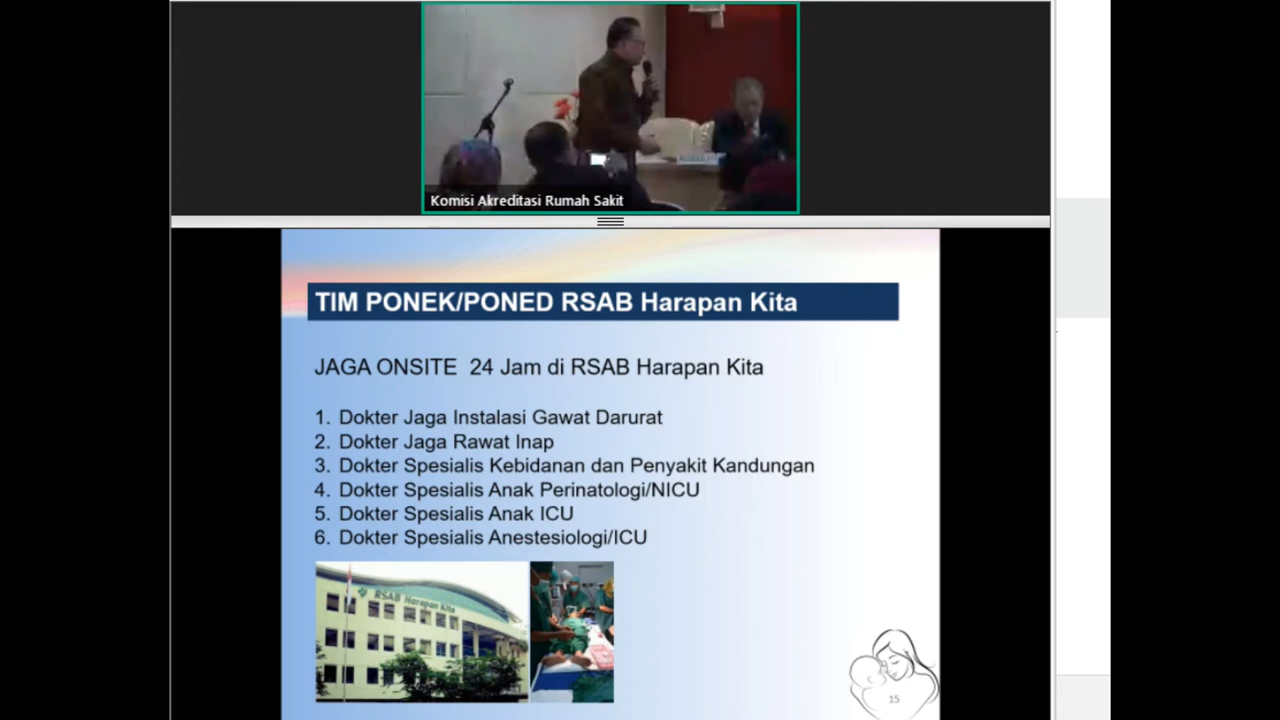 Komisi Akreditasi Rumah Sakit
TIM PONEK/PONED RSAB Harapan Kita
JAGA ONSITE 24 Jam di RSAB Harapan Kita
1. Dokter Jaga Instalasi Gawat Darurat
2. Dokter Jaga Rawat Inap
3. Dokter Spesialis Kebidanan dan Penyakit Kandungan
4. Dokter Spesialis Anak Perinatologi/NICU
5. Dokter Spesialis Anak ICU
6. Dokter Spesialis Anestesiologi/ICU
RSAB Harapan Kita
15